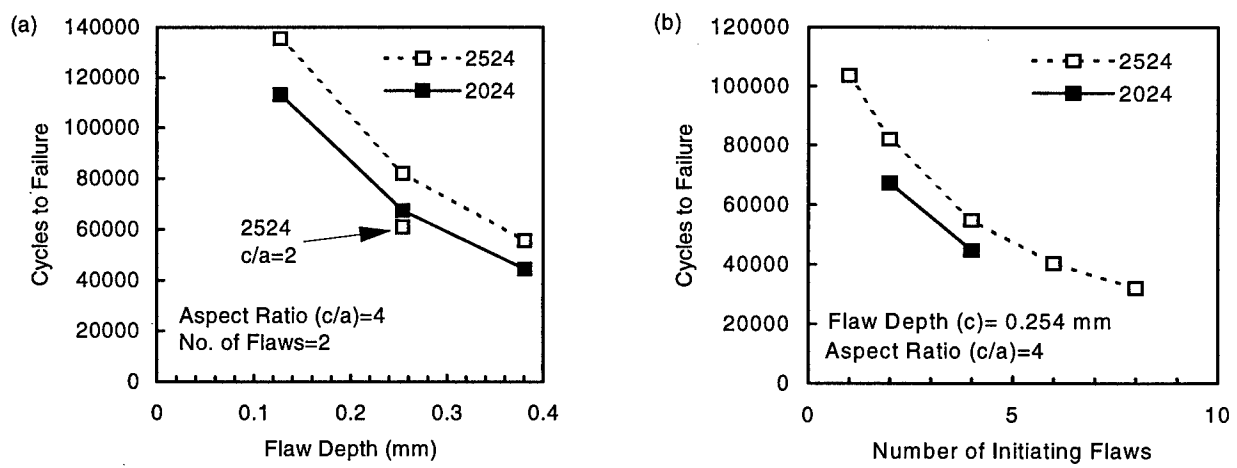 (a)
140000
120000
100000
80000
60000
40000
20000
0
Cycles to Failure
2524
2024
2524
c/a=2
Aspect Ratio (c/a)=4
No. of Flaws=2
0 0.1 0.2 0.3 0.4
Flaw Depth (mm)
(b)
120000
100000
80000
60000
40000
20000
0
Cycles to Failure
2524
2024
Flaw Depth (c)= 0.254 mm
Aspect Ratio (c/a)=4
0 5 10
Number of Initiating Flaws